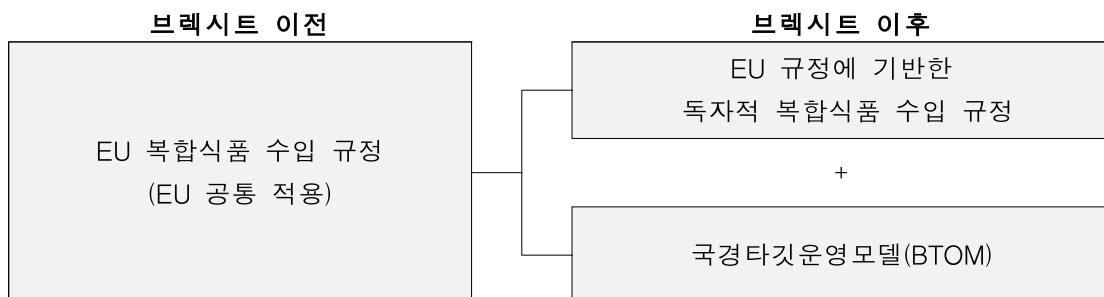 브렉시트 이전
EU 복합식품 수입 규정
(EU 공통 적용)
브렉시트 이후
EU 규정에 기반한
독자적 복합식품 수입 규정
+
국경타깃운영모델(BTOM)